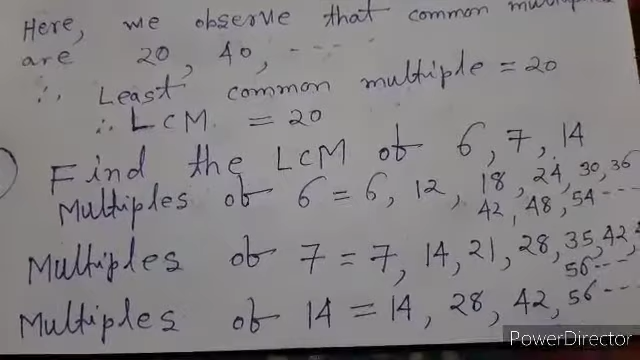 Here, we observe that common
are 20, 40, ----
∴ Least common multiple = 20
∴ LCM = 20
Find the LCM of 6, 7, 14
Multiples of 6 = 6, 12, 18, 24, 30, 36
42, 48, 54 ----
Multiples of 7 = 7, 14, 21, 28, 35, 42,
56 ---
Multiples of 14 = 14, 28, 42, 56 ---
PowerDirector